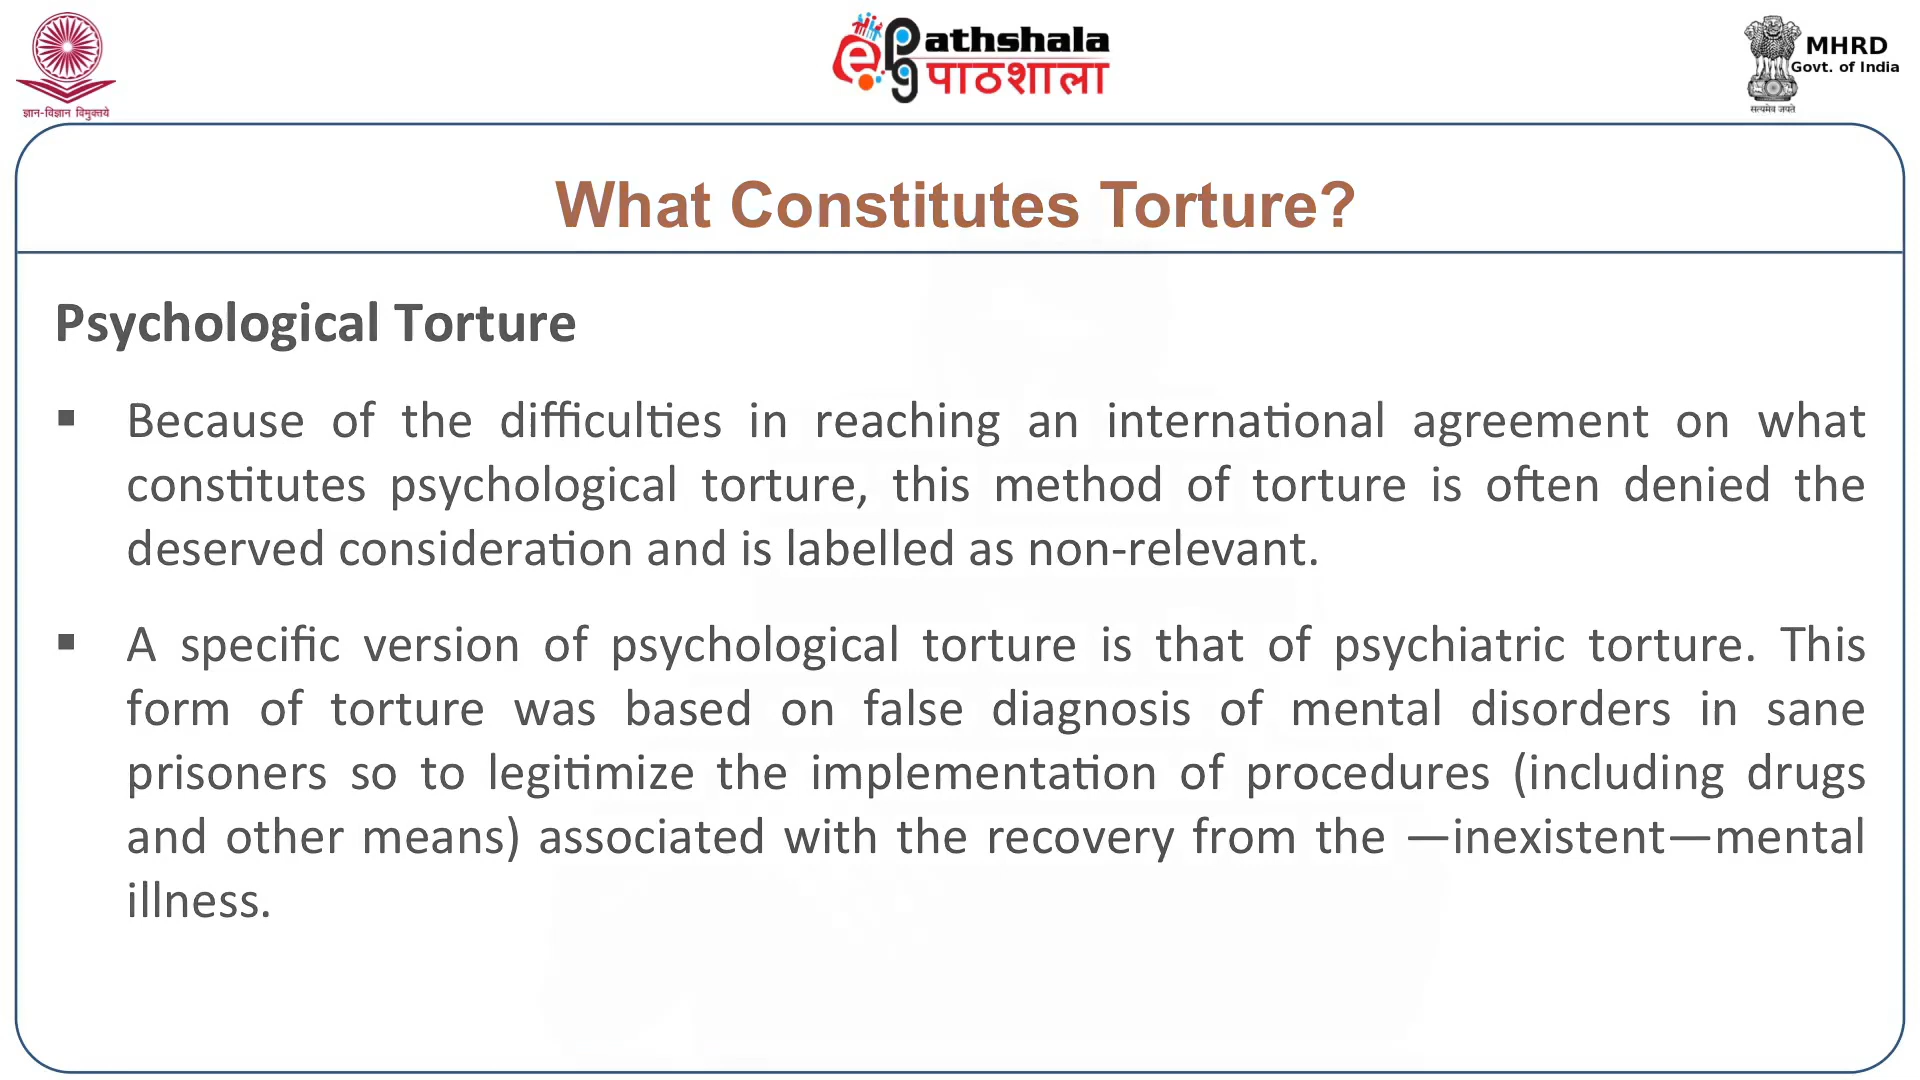 ज्ञान-विज्ञान विमुक्तये
ePathshala
पाठशाला
MHRD
Govt. of India
सत्यमेव जयते
What Constitutes Torture?
Psychological Torture
▪ Because of the difficulties in reaching an international agreement on what
constitutes psychological torture, this method of torture is often denied the
deserved consideration and is labelled as non-relevant.
▪ A specific version of psychological torture is that of psychiatric torture. This
form of torture was based on false diagnosis of mental disorders in sane
prisoners so to legitimize the implementation of procedures (including drugs
and other means) associated with the recovery from the —inexistent—mental
illness.